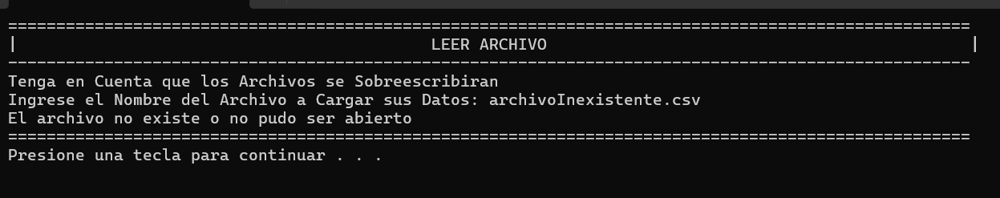 ====================================================================================================
|                                           LEER ARCHIVO                                            |
----------------------------------------------------------------------------------------------------
Tenga en Cuenta que los Archivos se Sobreescribiran
Ingrese el Nombre del Archivo a Cargar sus Datos: archivoInexistente.csv
El archivo no existe o no pudo ser abierto
====================================================================================================
Presione una tecla para continuar . . .